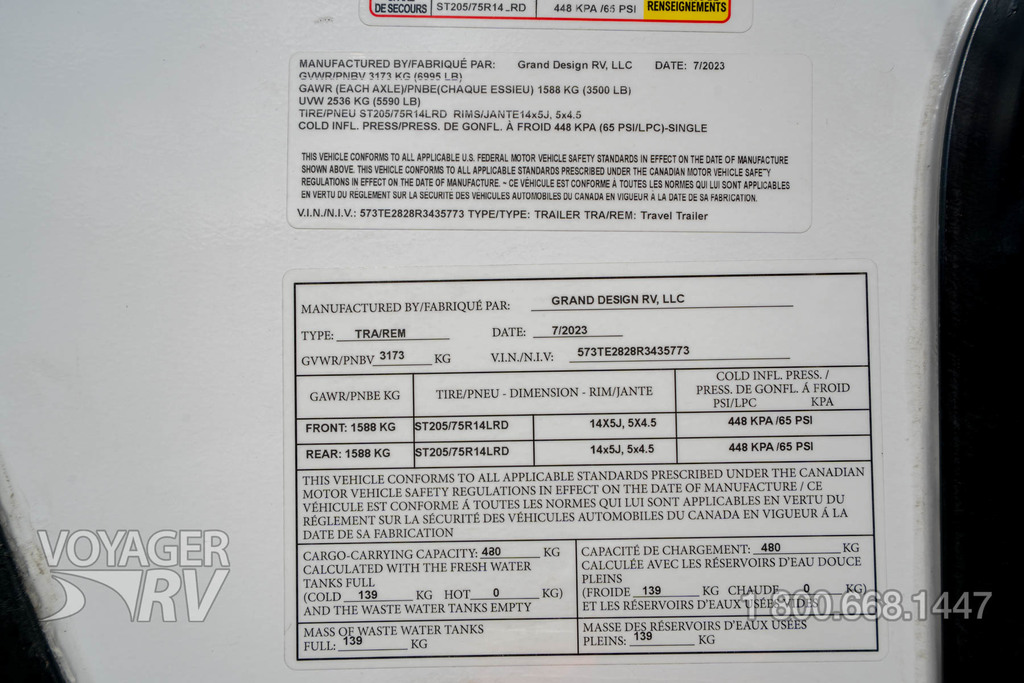 DE SECOURS ST205/75R14 LRD 448 KPA /65 PSI RENSEIGNEMENTS
MANUFACTURED BY/FABRIQUÉ PAR: Grand Design RV, LLC DATE: 7/2023
GVWR/PNBV 3173 KG (6995 LB)
GAWR (EACH AXLE)/PNBE(CHAQUE ESSIEU) 1588 KG (3500 LB)
UVW 2536 KG (5590 LB)
TIRE/PNEU ST205/75R14LRD RIMS/JANTE14x5J, 5x4.5
COLD INFL. PRESS/PRESS. DE GONFL. À FROID 448 KPA (65 PSI/LPC)-SINGLE
THIS VEHICLE CONFORMS TO ALL APPLICABLE U.S. FEDERAL MOTOR VEHICLE SAFETY STANDARDS IN EFFECT ON THE DATE OF MANUFACTURE
SHOWN ABOVE. THIS VEHICLE CONFORMS TO ALL APPLICABLE STANDARDS PRESCRIBED UNDER THE CANADIAN MOTOR VEHICLE SAFETY
REGULATIONS IN EFFECT ON THE DATE OF MANUFACTURE. ~ CE VÉHICULE EST CONFORME À TOUTES LES NORMES QUI LUI SONT APPLICABLES
EN VERTU DU RÈGLEMENT SUR LA SÉCURITÉ DES VÉHICULES AUTOMOBILES DU CANADA EN VIGUEUR À LA DATE DE SA FABRICATION.
V.I.N./N.I.V.: 573TE2828R3435773 TYPE/TYPE: TRAILER TRA/REM: Travel Trailer
MANUFACTURED BY/FABRIQUÉ PAR: GRAND DESIGN RV, LLC
TYPE: TRA/REM DATE: 7/2023
GVWR/PNBV 3173 KG V.I.N./N.I.V.: 573TE2828R3435773
GAWR/PNBE KG TIRE/PNEU - DIMENSION - RIM/JANTE COLD INFL. PRESS. /
PRESS. DE GONFL. Á FROID
PSI/LPC KPA
FRONT: 1588 KG ST205/75R14LRD 14X5J, 5X4.5 448 KPA /65 PSI
REAR: 1588 KG ST205/75R14LRD 14x5J, 5x4.5 448 KPA /65 PSI
THIS VEHICLE CONFORMS TO ALL APPLICABLE STANDARDS PRESCRIBED UNDER THE CANADIAN
MOTOR VEHICLE SAFETY REGULATIONS IN EFFECT ON THE DATE OF MANUFACTURE / CE
VÉHICULE EST CONFORME Á TOUTES LES NORMES QUI LUI SONT APPLICABLES EN VERTU DU
RÉGLEMENT SUR LA SÉCURITÉ DES VÉHICULES AUTOMOBILES DU CANADA EN VIGUEUR Á LA
DATE DE SA FABRICATION
CARGO-CARRYING CAPACITY: 480 KG
CALCULATED WITH THE FRESH WATER
TANKS FULL
(COLD 139 KG HOT 0 KG)
AND THE WASTE WATER TANKS EMPTY
CAPACITÉ DE CHARGEMENT: 480 KG
CALCULÉE AVEC LES RÉSERVOIRS D'EAU DOUCE
PLEINS
(FROIDE 139 KG CHAUDE 0 KG)
ET LES RÉSERVOIRS D'EAUX USÉES VIDES
MASS OF WASTE WATER TANKS
FULL: 139 KG
MASSE DES RÉSERVOIRS D'EAUX USÉES
PLEINS: 139 KG
VOYAGER
RV
1.800.668.1447